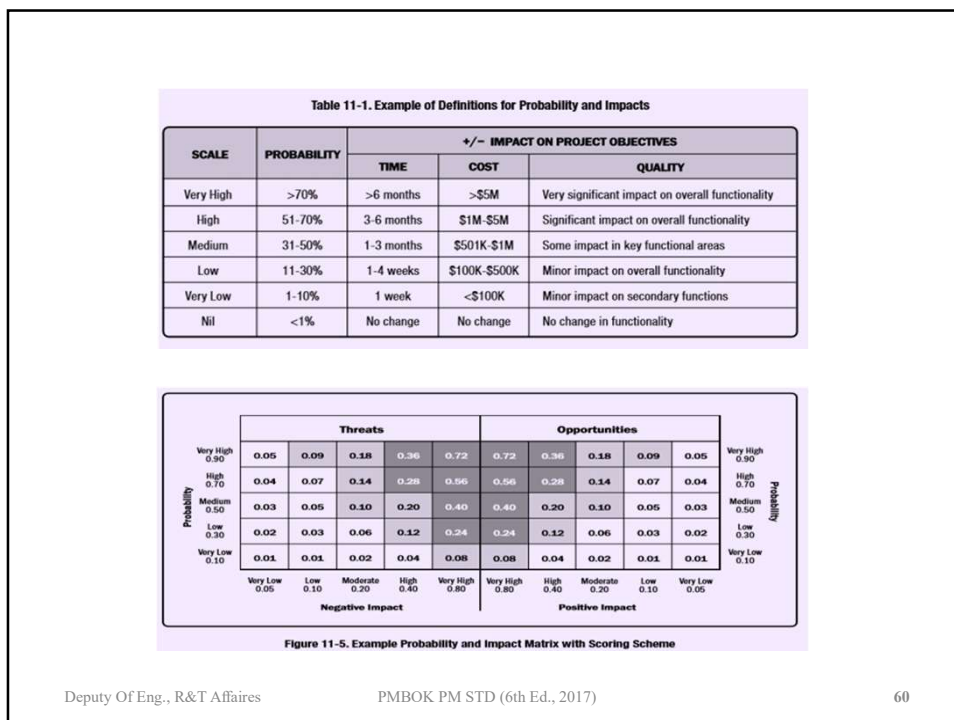 Table 11-1. Example of Definitions for Probability and Impacts
SCALE PROBABILITY +/− IMPACT ON PROJECT OBJECTIVES
TIME COST QUALITY
Very High >70% >6 months >$5M Very significant impact on overall functionality
High 51-70% 3-6 months $1M-$5M Significant impact on overall functionality
Medium 31-50% 1-3 months $501K-$1M Some impact in key functional areas
Low 11-30% 1-4 weeks $100K-$500K Minor impact on overall functionality
Very Low 1-10% 1 week <$100K Minor impact on secondary functions
Nil <1% No change No change No change in functionality
Threats Opportunities
Very High 0.90 0.05 0.09 0.18 0.36 0.72 0.72 0.36 0.18 0.09 0.05 Very High 0.90
High 0.70 0.04 0.07 0.14 0.28 0.56 0.56 0.28 0.14 0.07 0.04 High 0.70
Probability Medium 0.50 0.03 0.05 0.10 0.20 0.40 0.40 0.20 0.10 0.05 0.03 Medium 0.50 Probability
Low 0.30 0.02 0.03 0.06 0.12 0.24 0.24 0.12 0.06 0.03 0.02 Low 0.30
Very Low 0.10 0.01 0.01 0.02 0.04 0.08 0.08 0.04 0.02 0.01 0.01 Very Low 0.10
Very Low Low Moderate High Very High Very High High Moderate Low Very Low
0.05 0.10 0.20 0.40 0.80 0.80 0.40 0.20 0.10 0.05
Negative Impact Positive Impact
Figure 11-5. Example Probability and Impact Matrix with Scoring Scheme
Deputy Of Eng., R&T Affaires PMBOK PM STD (6th Ed., 2017) 60